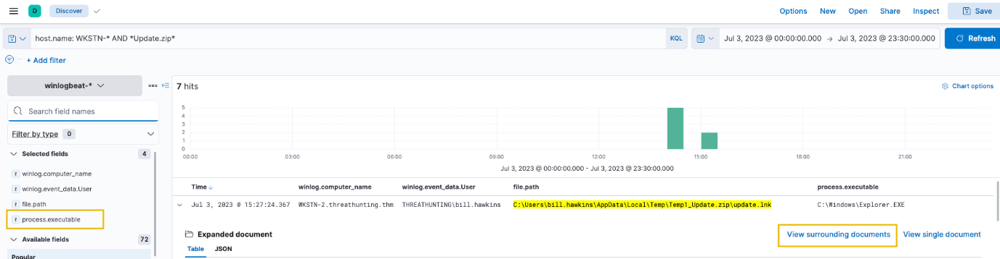 D Discover Options New Open Share Inspect Save
host.name: WKSTN-* AND *Update.zip* KQL Jul 3, 2023 @ 00:00:00.000 → Jul 3, 2023 @ 23:30:00.000 Refresh
+ Add filter
winlogbeat-*
7 hits
Chart options
Search field names
Filter by type 0
Selected fields 4
winlog.computer_name
winlog.event_data.User
file.path
process.executable
Available fields 72
Popular
5
4
3
2
1
0
00:00 03:00 06:00 09:00 12:00 15:00 18:00 21:00
Jul 3, 2023 @ 00:00:00.000 - Jul 3, 2023 @ 23:30:00.000
Time winlog.computer_name winlog.event_data.User file.path process.executable
Jul 3, 2023 @ 15:27:24.367 WKSTN-2.threathunting.thm THREATHUNTING\bill.hawkins C:\Users\bill.hawkins\AppData\Local\Temp\Temp1_Update.zip\update.lnk C:\Windows\Explorer.EXE
Expanded document View surrounding documents View single document
Table JSON